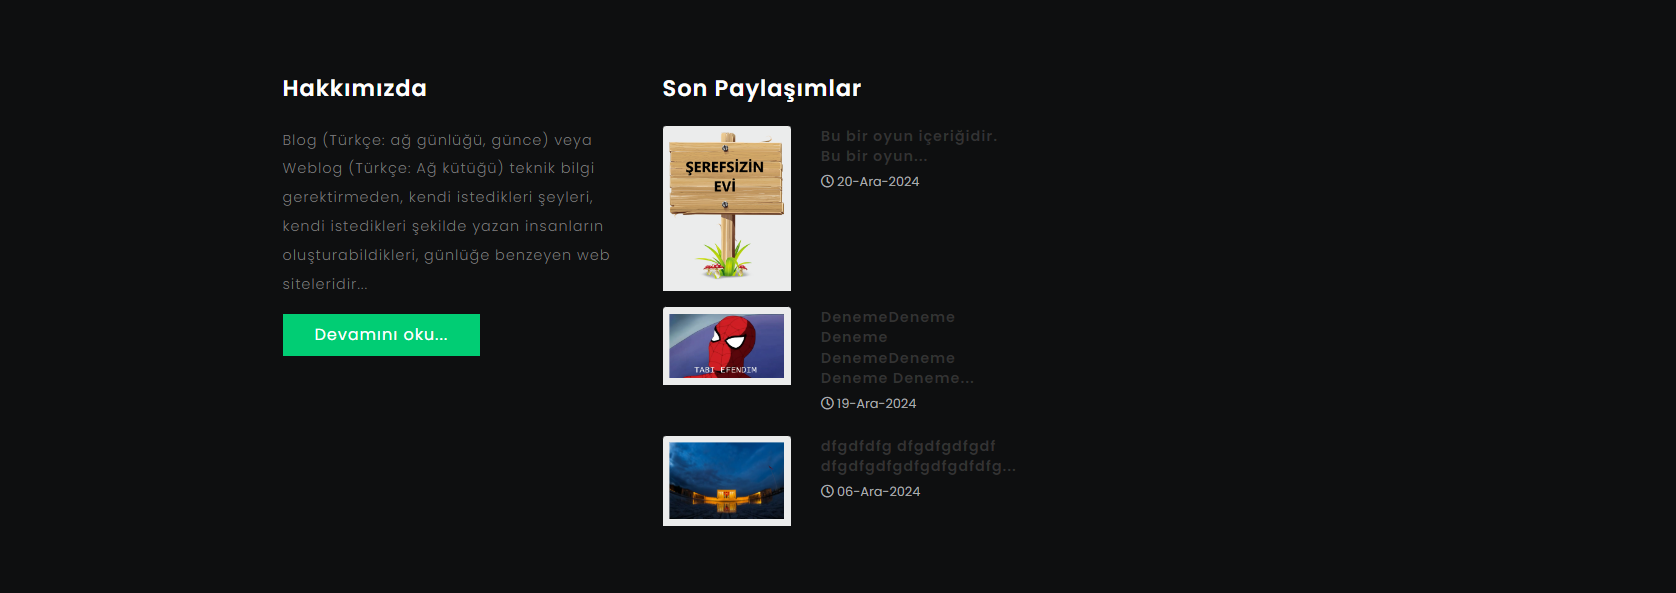 Hakkımızda
Blog (Türkçe: ağ günlüğü, günce) veya
Weblog (Türkçe: Ağ kütüğü) teknik bilgi
gerektirmeden, kendi istedikleri şeyleri,
kendi istedikleri şekilde yazan insanların
oluşturabildikleri, günlüğe benzeyen web
siteleridir...
Devamını oku...
Son Paylaşımlar
ŞEREFSİZİN
EVİ
Bu bir oyun içeriğidir.
Bu bir oyun...
20-Ara-2024
TABI EFENDIM
DenemeDeneme
Deneme
DenemeDeneme
Deneme Deneme...
19-Ara-2024
dfgdfdfg dfgdfgdfgdf
dfgdfgdfgdfgdfgdfdfg...
06-Ara-2024